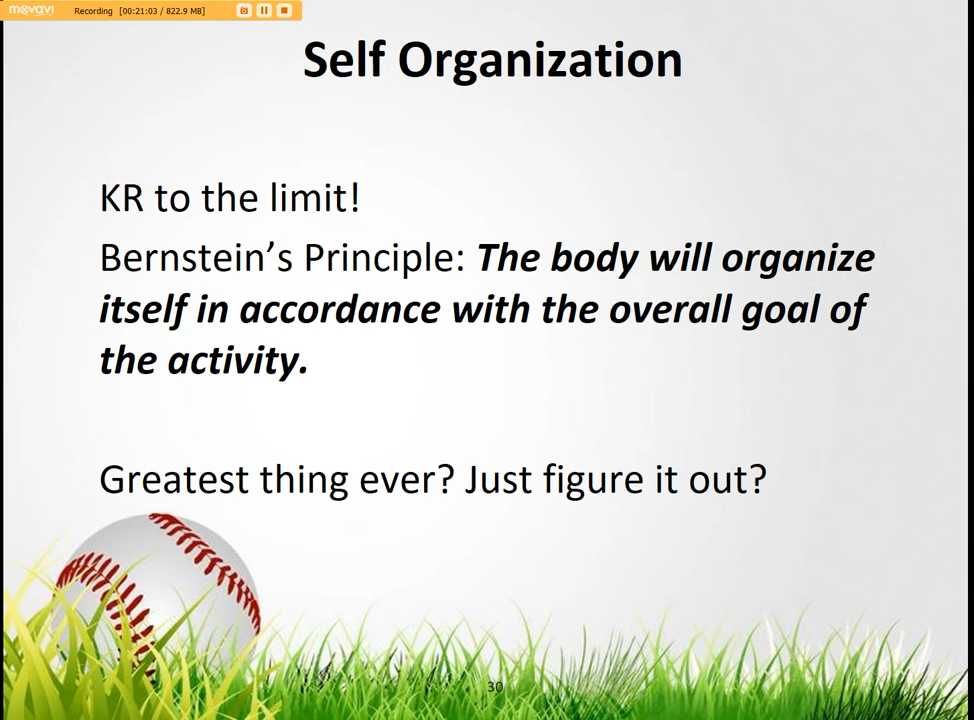 movavi Recording [00:21:03 / 822.9 MB]
Self Organization
KR to the limit!
Bernstein’s Principle: The body will organize
itself in accordance with the overall goal of
the activity.
Greatest thing ever? Just figure it out?
30